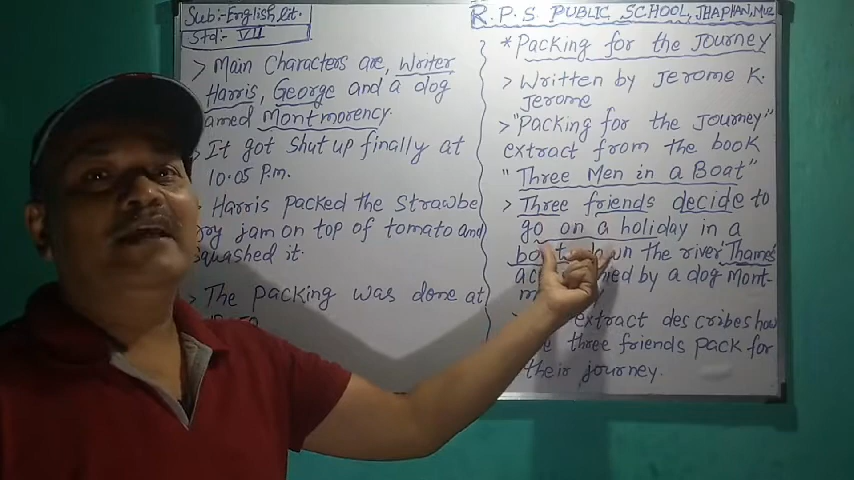 Sub:- English lit.
Std:- VII
> Main Characters are, Writer
Harris, George and a dog
amed Montmorency.
It got shut up finally at
10.05 P.m.
Harris packed the Strawbe
rry jam on top of tomato and
squashed it.
> The packing was done at
R. P. S PUBLIC SCHOOL, JHAPHAN, Muz
* Packing for the Journey
> Written by Jerome K.
Jerome
> "Packing for the Journey"
extract from the book
"Three Men in a Boat"
> Three friends decide to
go on a holiday in a
boat down the river 'Thames'
by a dog Mont-
extract describes how
three friends pack for
their journey.